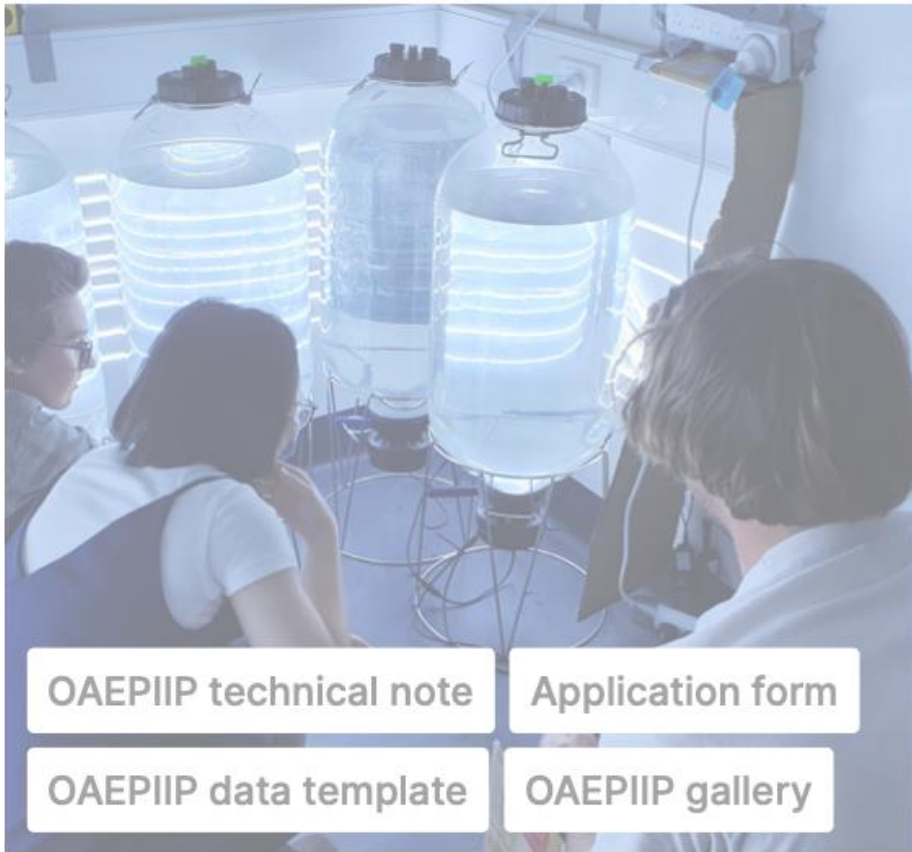 OAEPIIP technical note
Application form
OAEPIIP data template
OAEPIIP gallery